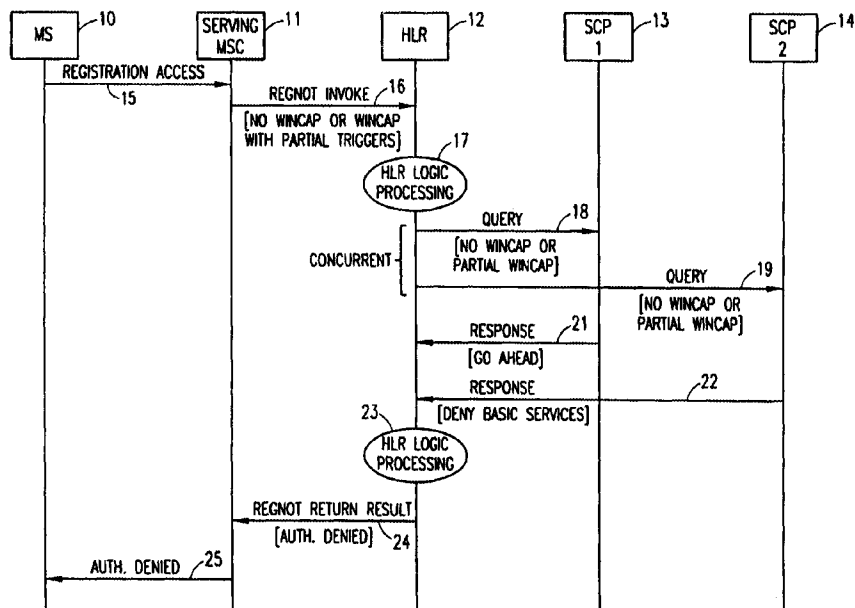 MS
10
SERVING
MSC
11
HLR
12
SCP
1
13
SCP
2
14
REGISTRATION ACCESS
15
REGNOT INVOKE
16
[NO WINCAP OR WINCAP
WITH PARTIAL TRIGGERS]
17
HLR LOGIC
PROCESSING
CONCURRENT
QUERY
18
[NO WINCAP OR
PARTIAL WINCAP]
QUERY
19
[NO WINCAP OR
PARTIAL WINCAP]
RESPONSE
21
[GO AHEAD]
RESPONSE
22
[DENY BASIC SERVICES]
23
HLR LOGIC
PROCESSING
REGNOT RETURN RESULT
[AUTH. DENIED]
24
AUTH. DENIED
25